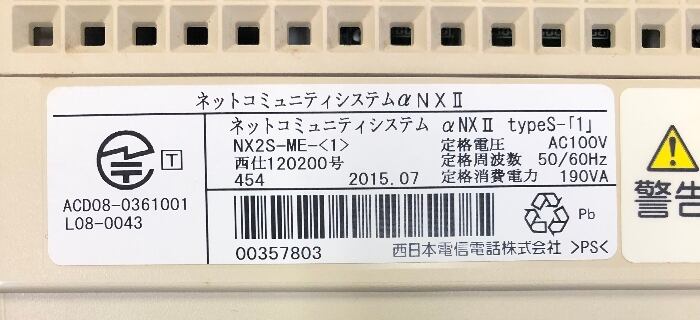 ネットコミュニティシステムαNXⅡ
ネットコミュニティシステム αNXⅡ typeS-「1」
NX2S-ME-<1> 定格電圧 AC100V
西仕120200号 定格周波数 50/60Hz
454 2015.07 定格消費電力 190VA
T
ACD08-0361001
L08-0043
00357803
Pb
西日本電信電話株式会社 >PS<
警告